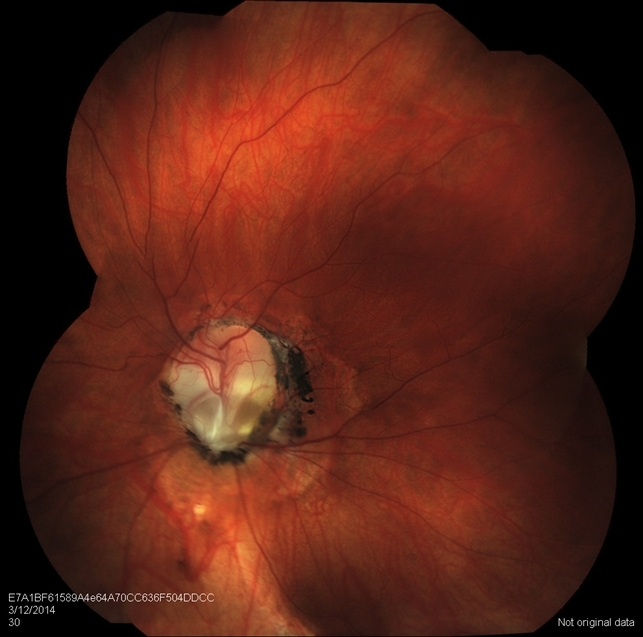 E7A1BF61589A4e64A70CC636F504DDCC
3/12/2014
30
Not original data